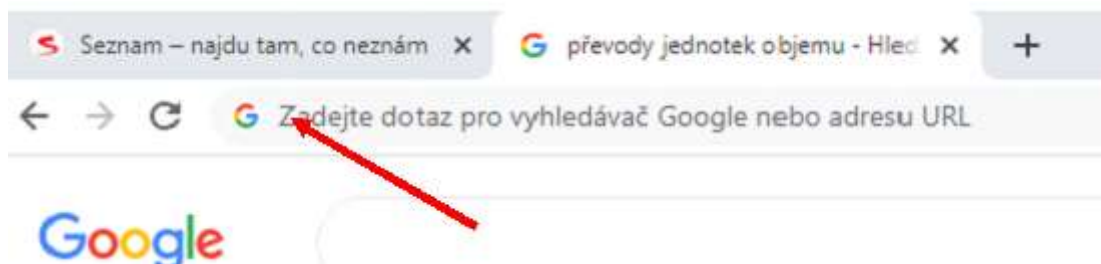 Seznam – najdu tam, co neznám
převody jednotek objemu - Hled
Zadejte dotaz pro vyhledávač Google nebo adresu URL
Google